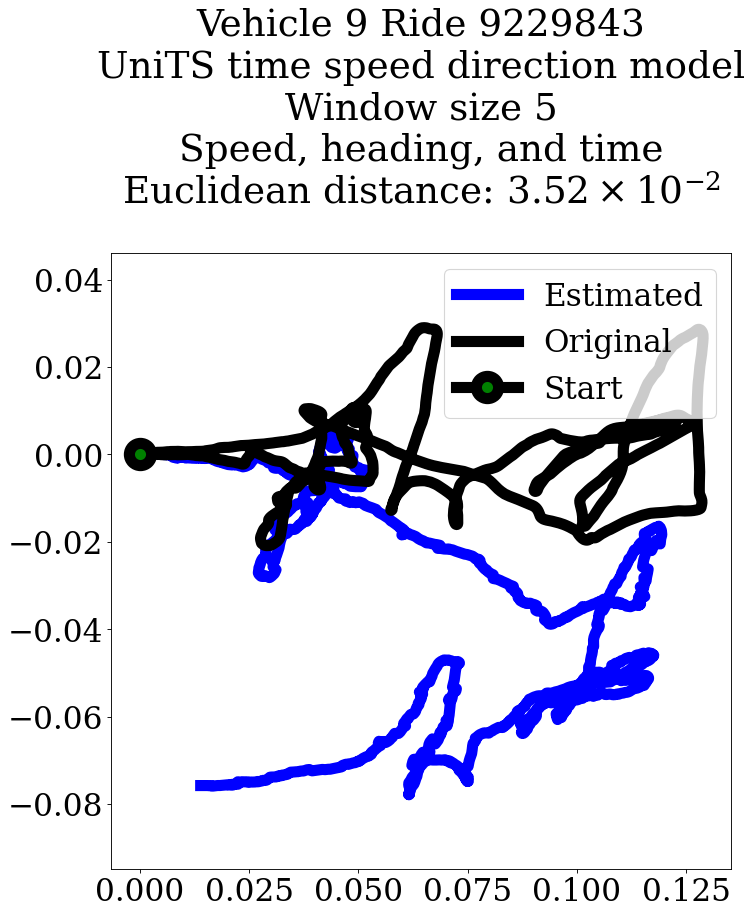 Vehicle 9 Ride 9229843
UniTS time speed direction model
Window size 5
Speed, heading, and time
Euclidean distance: 3.52 × 10⁻²
Estimated
Original
Start
0.04
0.02
0.00
−0.02
−0.04
−0.06
−0.08
0.000 0.025 0.050 0.075 0.100 0.125